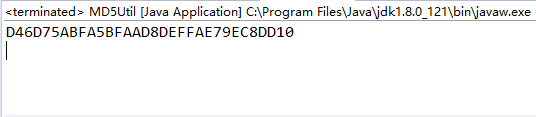 <terminated> MD5Util [Java Application] C:\Program Files\Java\jdk1.8.0_121\bin\javaw.exe
D46D75ABFA5BFAAD8DEFFAE79EC8DD10